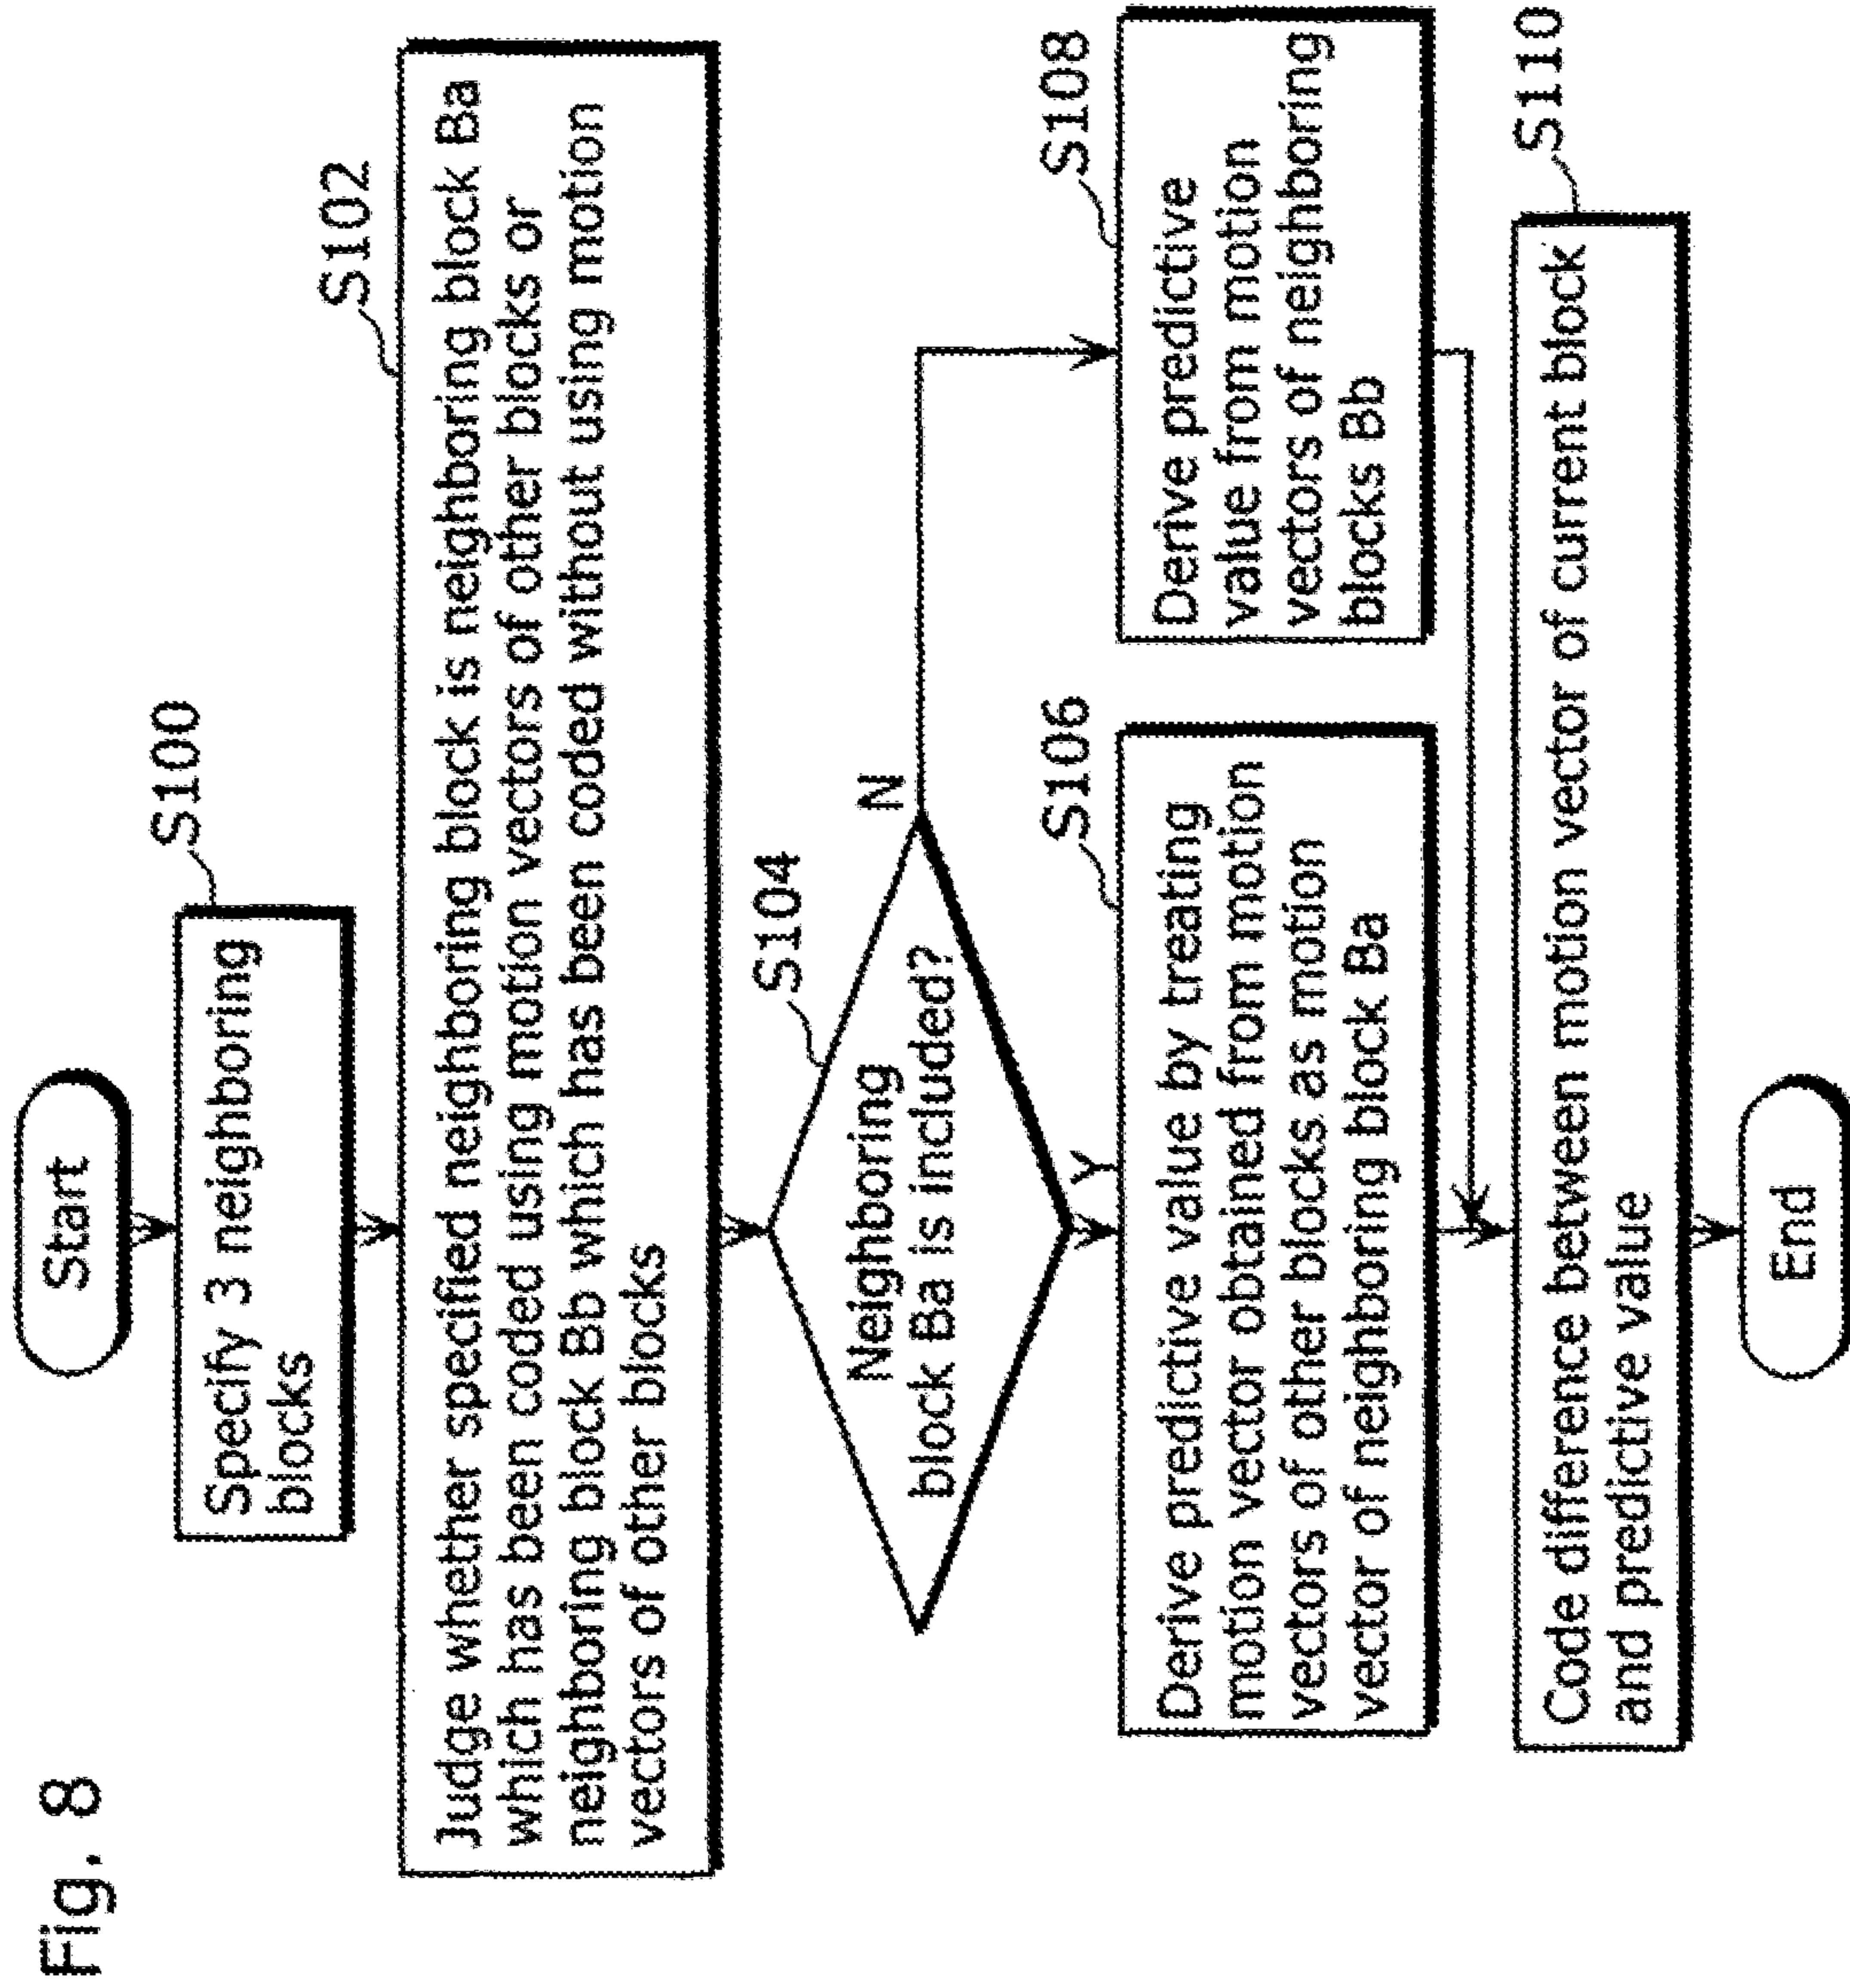 Fig. 8
Start
S100
Specify 3 neighboring
blocks
S102
Judge whether specified neighboring block is neighboring block Ba
which has been coded using motion vectors of other blocks or
neighboring block Bb which has been coded without using motion
vectors of other blocks
S104
Neighboring
block Ba is included?
N
Y
S106
Derive predictive value by treating
motion vector obtained from motion
vectors of other blocks as motion
vector of neighboring block Ba
S108
Derive predictive
value from motion
vectors of neighboring
blocks Bb
S110
Code difference between motion vector of current block
and predictive value
End